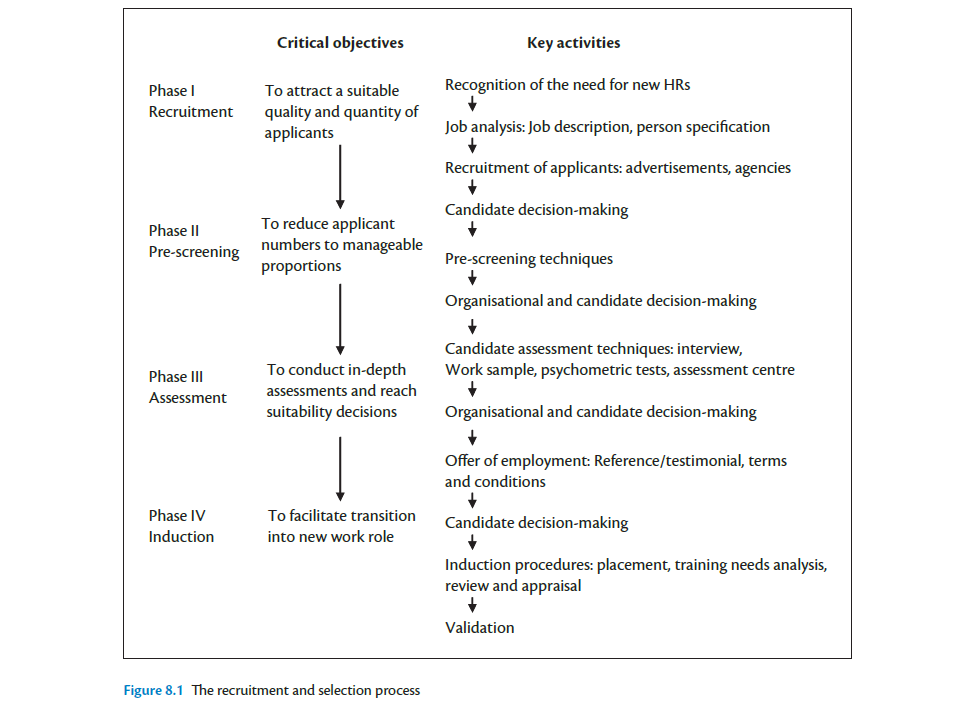 Critical objectives
Key activities
Phase I
Recruitment
To attract a suitable
quality and quantity of
applicants
Recognition of the need for new HRs
Job analysis: Job description, person specification
Recruitment of applicants: advertisements, agencies
Candidate decision-making
Phase II
Pre-screening
To reduce applicant
numbers to manageable
proportions
Pre-screening techniques
Organisational and candidate decision-making
Phase III
Assessment
To conduct in-depth
assessments and reach
suitability decisions
Candidate assessment techniques: interview,
Work sample, psychometric tests, assessment centre
Organisational and candidate decision-making
Offer of employment: Reference/testimonial, terms
and conditions
Phase IV
Induction
To facilitate transition
into new work role
Candidate decision-making
Induction procedures: placement, training needs analysis,
review and appraisal
Validation
Figure 8.1 The recruitment and selection process